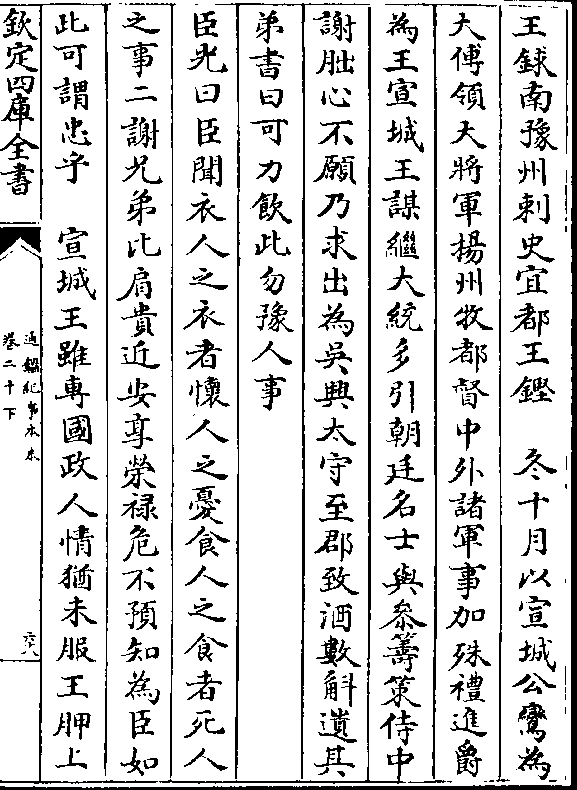 王銶南豫州刺史宜都王鏗　冬十月以宣城公鸞為
大傅領大將軍揚州牧都督中外諸軍事加殊禮進爵
為王宣城王謀繼大統多引朝廷名士與叅籌策侍中
謝朏心不願乃求出為吳興太守至郡致酒數斛遺其
弟書曰可力飲此勿豫人事
臣光曰臣聞衣人之衣者懷人之憂食人之食者死人
之事二謝兄弟比肩貴近安享榮禄危不預知為臣如
此可謂忠乎　宣城王雖專國政人情猶未服王胛上
欽定四庫全書
通鑑紀事本末
卷二十下
六八